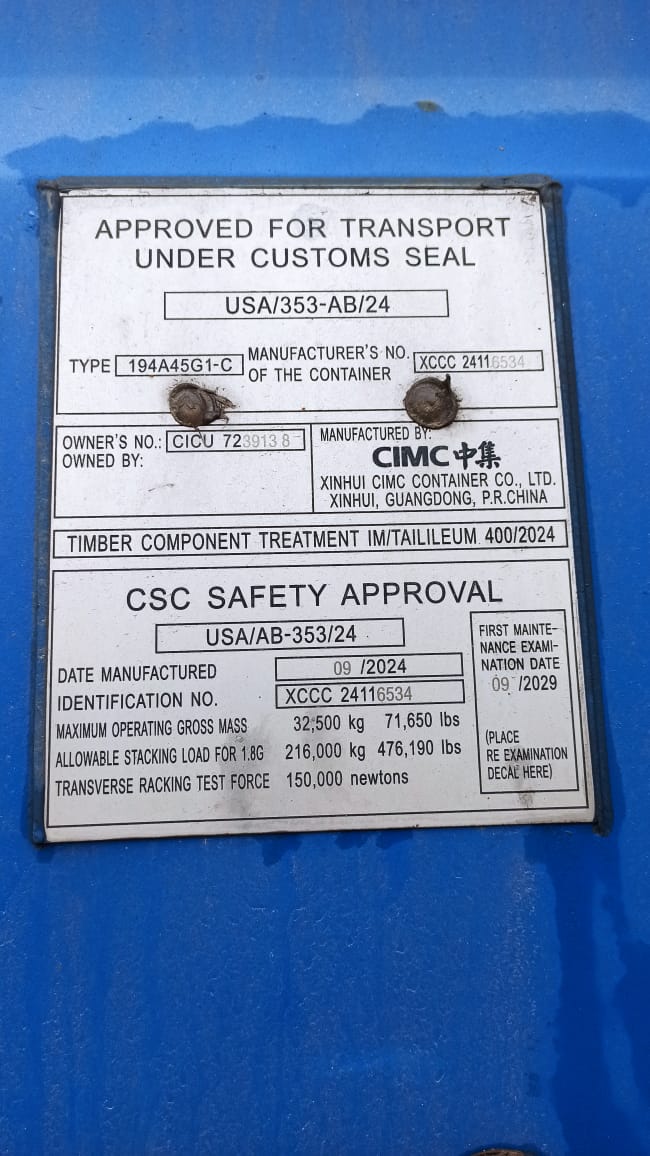 APPROVED FOR TRANSPORT
UNDER CUSTOMS SEAL
USA/353-AB/24
TYPE 194A45G1-C
MANUFACTURER'S NO.
OF THE CONTAINER
XCCC 24116534
OWNER'S NO.: CICU 723913 8
OWNED BY:
MANUFACTURED BY:
CIMC 中集
XINHUI CIMC CONTAINER CO., LTD.
XINHUI, GUANGDONG, P.R.CHINA
TIMBER COMPONENT TREATMENT IM/TAILILEUM 400/2024
CSC SAFETY APPROVAL
USA/AB-353/24
DATE MANUFACTURED 09 /2024
IDENTIFICATION NO. XCCC 24116534
MAXIMUM OPERATING GROSS MASS 32,500 kg 71,650 lbs
ALLOWABLE STACKING LOAD FOR 1.8G 216,000 kg 476,190 lbs
TRANSVERSE RACKING TEST FORCE 150,000 newtons
FIRST MAINTE-
NANCE EXAMI-
NATION DATE
09 /2029
(PLACE
RE EXAMINATION
DECAL HERE)